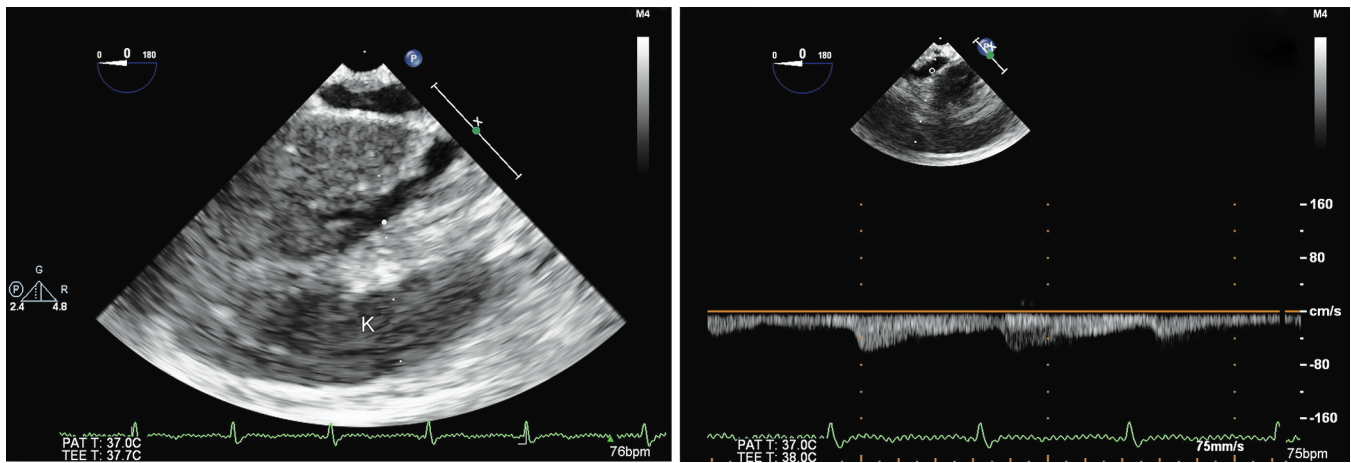 M4
0 0 180
P
X
G
P R
2.4 4.8
K
PAT T: 37.0C
TEE T: 37.7C
76bpm
M4
0 0 180
X
160
80
cm/s
-80
-160
PAT T: 37.0C
TEE T: 38.0C
75mm/s
75bpm